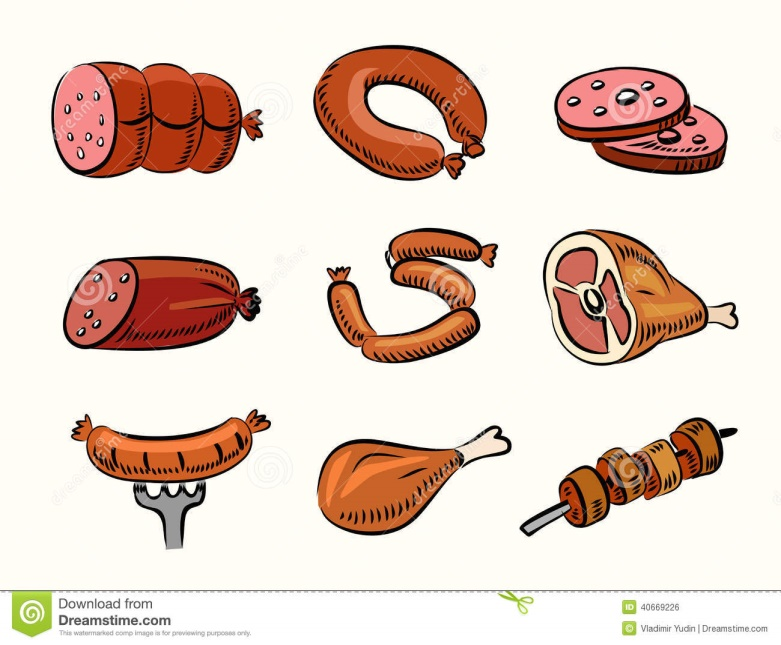 Download from
Dreamstime.com
This watermarked comp image is for previewing purposes only.
ID 40669226
© Vladimir Yudin | Dreamstime.com
dreamstime